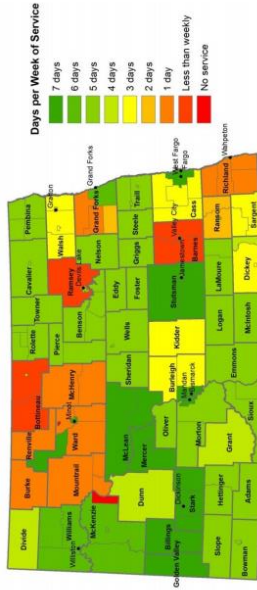 Days per Week of Service
7 days
6 days
5 days
4 days
3 days
2 days
1 day
Less than weekly
No service
Divide
Burke
Renville
Bottineau
Rolette
Towner
Cavalier
Pembina
Williams
Williston
Mountrail
Ward
Minot
McHenry
Pierce
Benson
Ramsey
Devils Lake
Walsh
Grafton
McKenzie
Nelson
Grand Forks
Grand Forks
McLean
Sheridan
Wells
Eddy
Foster
Griggs
Steele
Traill
Dunn
Mercer
Oliver
Golden Valley
Billings
Stark
Dickinson
Morton
Mandan
Burleigh
Bismarck
Kidder
Stutsman
Jamestown
Barnes
Valley City
Cass
West Fargo
Fargo
Slope
Hettinger
Grant
Bowman
Adams
Sioux
Emmons
Logan
LaMoure
Ransom
Richland
Wahpeton
McIntosh
Dickey
Sargent